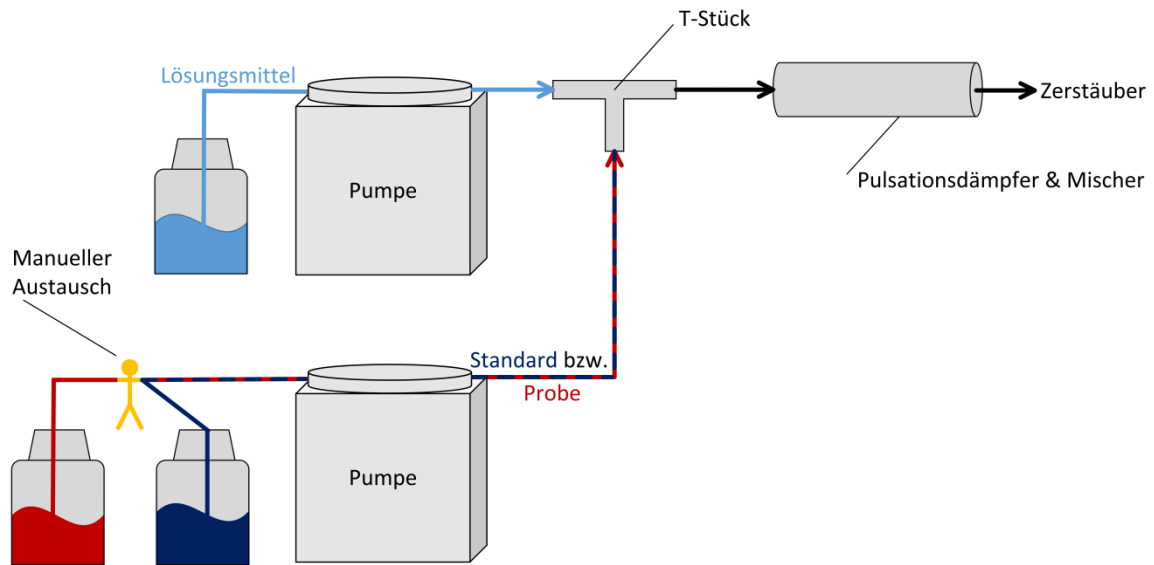 T-Stück
Lösungsmittel
Zerstäuber
Pumpe
Pulsationsdämpfer & Mischer
Manueller
Austausch
Standard bzw.
Probe
Pumpe